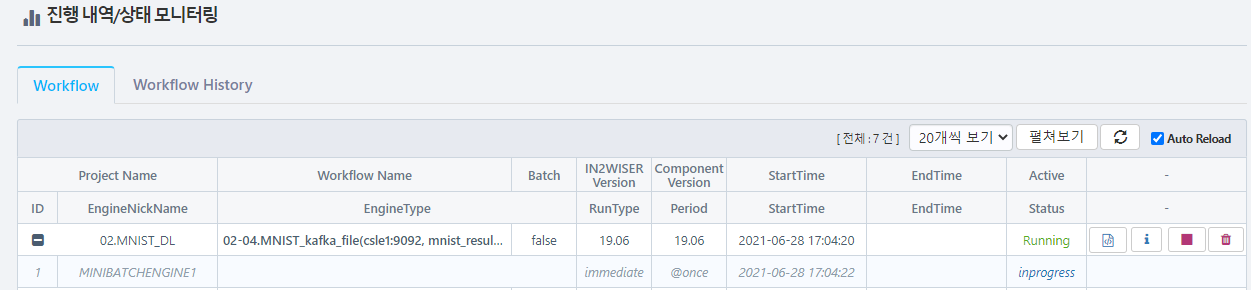 진행 내역/상태 모니터링
Workflow Workflow History
[ 전체 : 7 건 ] 20개씩 보기 펼쳐보기 Auto Reload
Project Name Workflow Name Batch IN2WISER Version Component Version StartTime EndTime Active -
ID EngineNickName EngineType RunType Period StartTime EndTime Status -
02.MNIST_DL 02-04.MNIST_kafka_file(csle1:9092, mnist_resul... false 19.06 19.06 2021-06-28 17:04:20 Running
1 MINIBATCHENGINE1 immediate @once 2021-06-28 17:04:22 inprogress